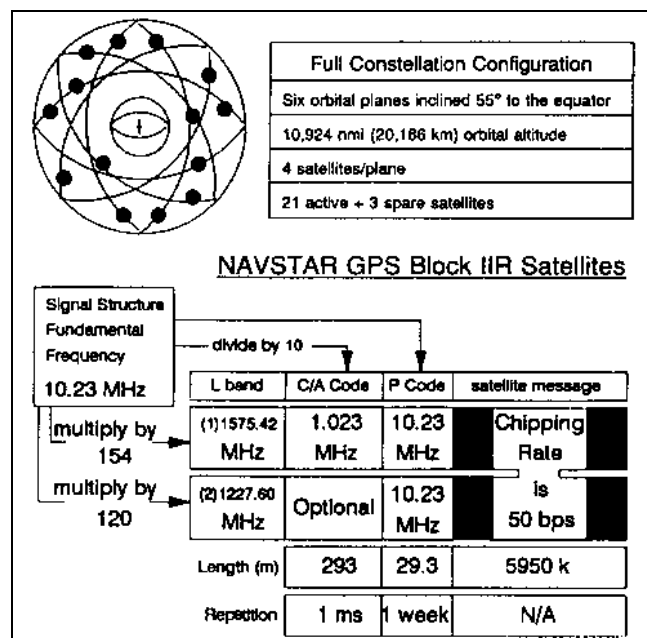 Full Constellation Configuration
Six orbital planes inclined 55° to the equator
10,924 nmi (20,186 km) orbital altitude
4 satellites/plane
21 active + 3 spare satellites
NAVSTAR GPS Block IIR Satellites
Signal Structure
Fundamental
Frequency
10.23 MHz
divide by 10
L band C/A Code P Code satellite message
multiply by
154
(1)1575.42
MHz
1.023
MHz
10.23
MHz
Chipping
Rate
is
50 bps
multiply by
120
(2)1227.60
MHz
Optional
10.23
MHz
Length (m) 293 29.3 5950 k
Repetition 1 ms 1 week N/A